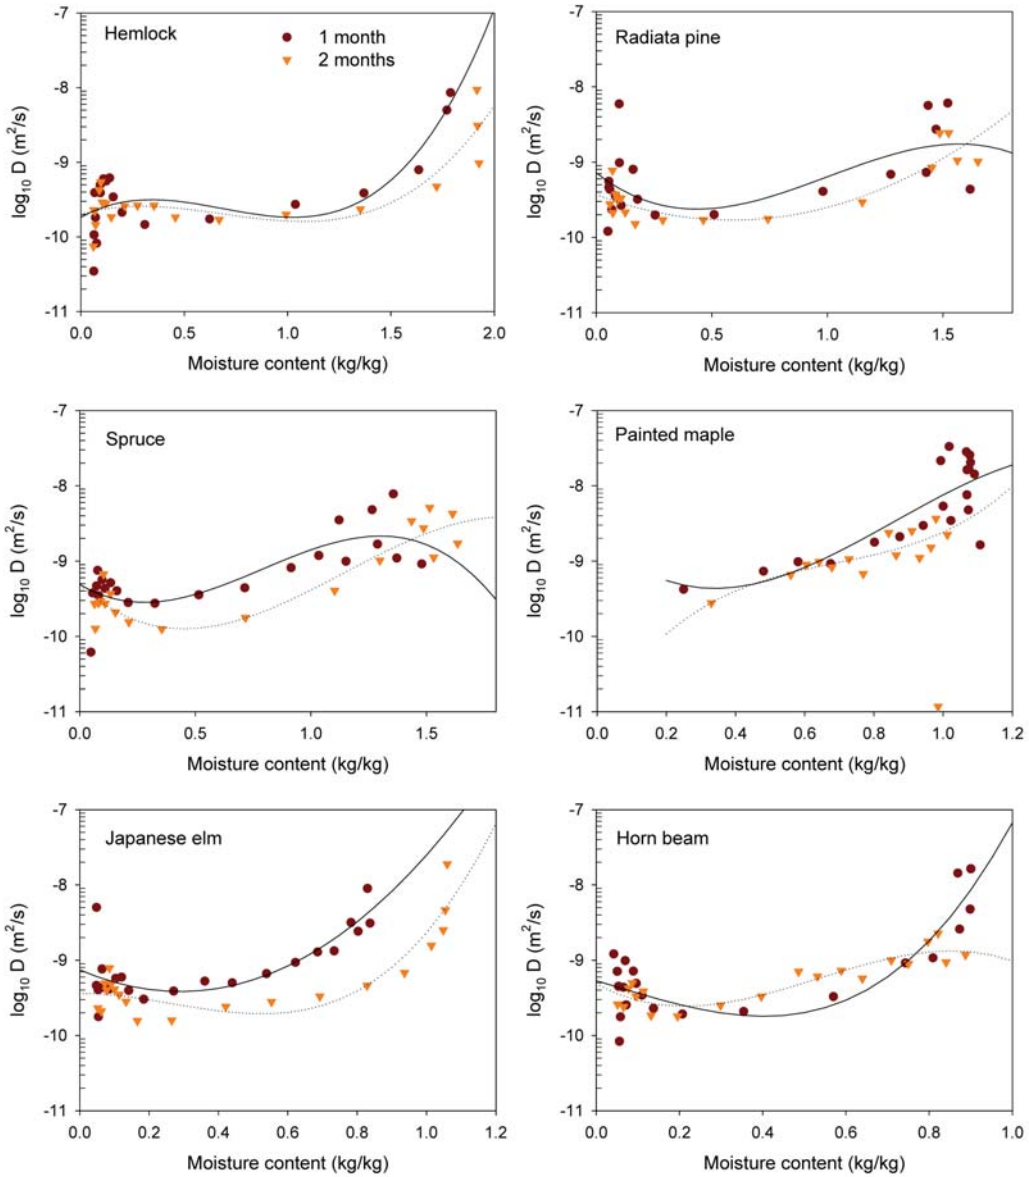 Hemlock
1 month
2 months
-7
-8
-9
-10
-11
log10 D (m2/s)
0.0 0.5 1.0 1.5 2.0
Moisture content (kg/kg)
Radiata pine
-7
-8
-9
-10
-11
log10 D (m2/s)
0.0 0.5 1.0 1.5
Moisture content (kg/kg)
Spruce
-7
-8
-9
-10
-11
log10 D (m2/s)
0.0 0.5 1.0 1.5
Moisture content (kg/kg)
Painted maple
-7
-8
-9
-10
-11
log10 D (m2/s)
0.0 0.2 0.4 0.6 0.8 1.0 1.2
Moisture content (kg/kg)
Japanese elm
-7
-8
-9
-10
-11
log10 D (m2/s)
0.0 0.2 0.4 0.6 0.8 1.0 1.2
Moisture content (kg/kg)
Horn beam
-7
-8
-9
-10
-11
log10 D (m2/s)
0.0 0.2 0.4 0.6 0.8 1.0
Moisture content (kg/kg)